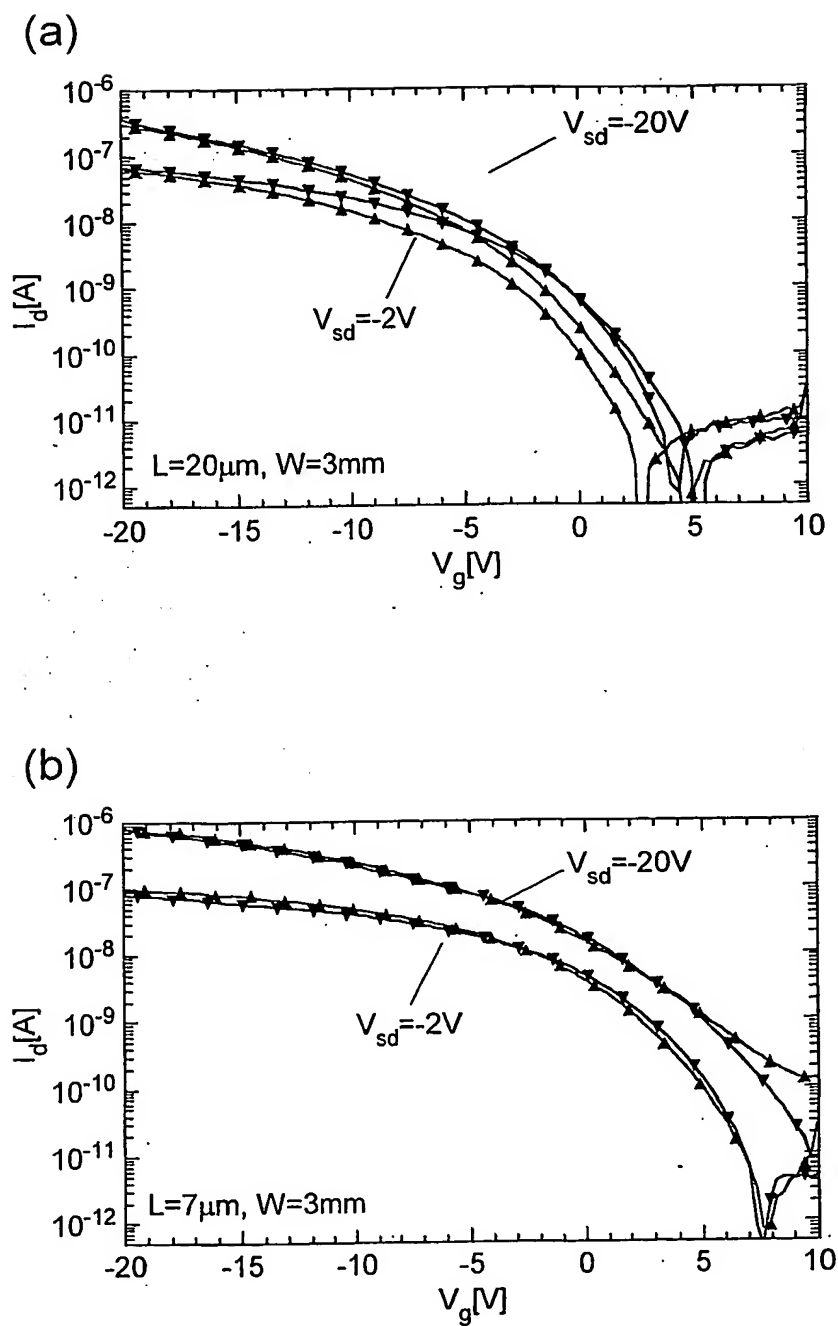 (a)
10^-6
10^-7
10^-8
10^-9
10^-10
10^-11
10^-12
I_d[A]
V_sd=-20V
V_sd=-2V
L=20μm, W=3mm
-20 -15 -10 -5 0 5 10
V_g[V]
(b)
10^-6
10^-7
10^-8
10^-9
10^-10
10^-11
10^-12
I_d[A]
V_sd=-20V
V_sd=-2V
L=7μm, W=3mm
-20 -15 -10 -5 0 5 10
V_g[V]